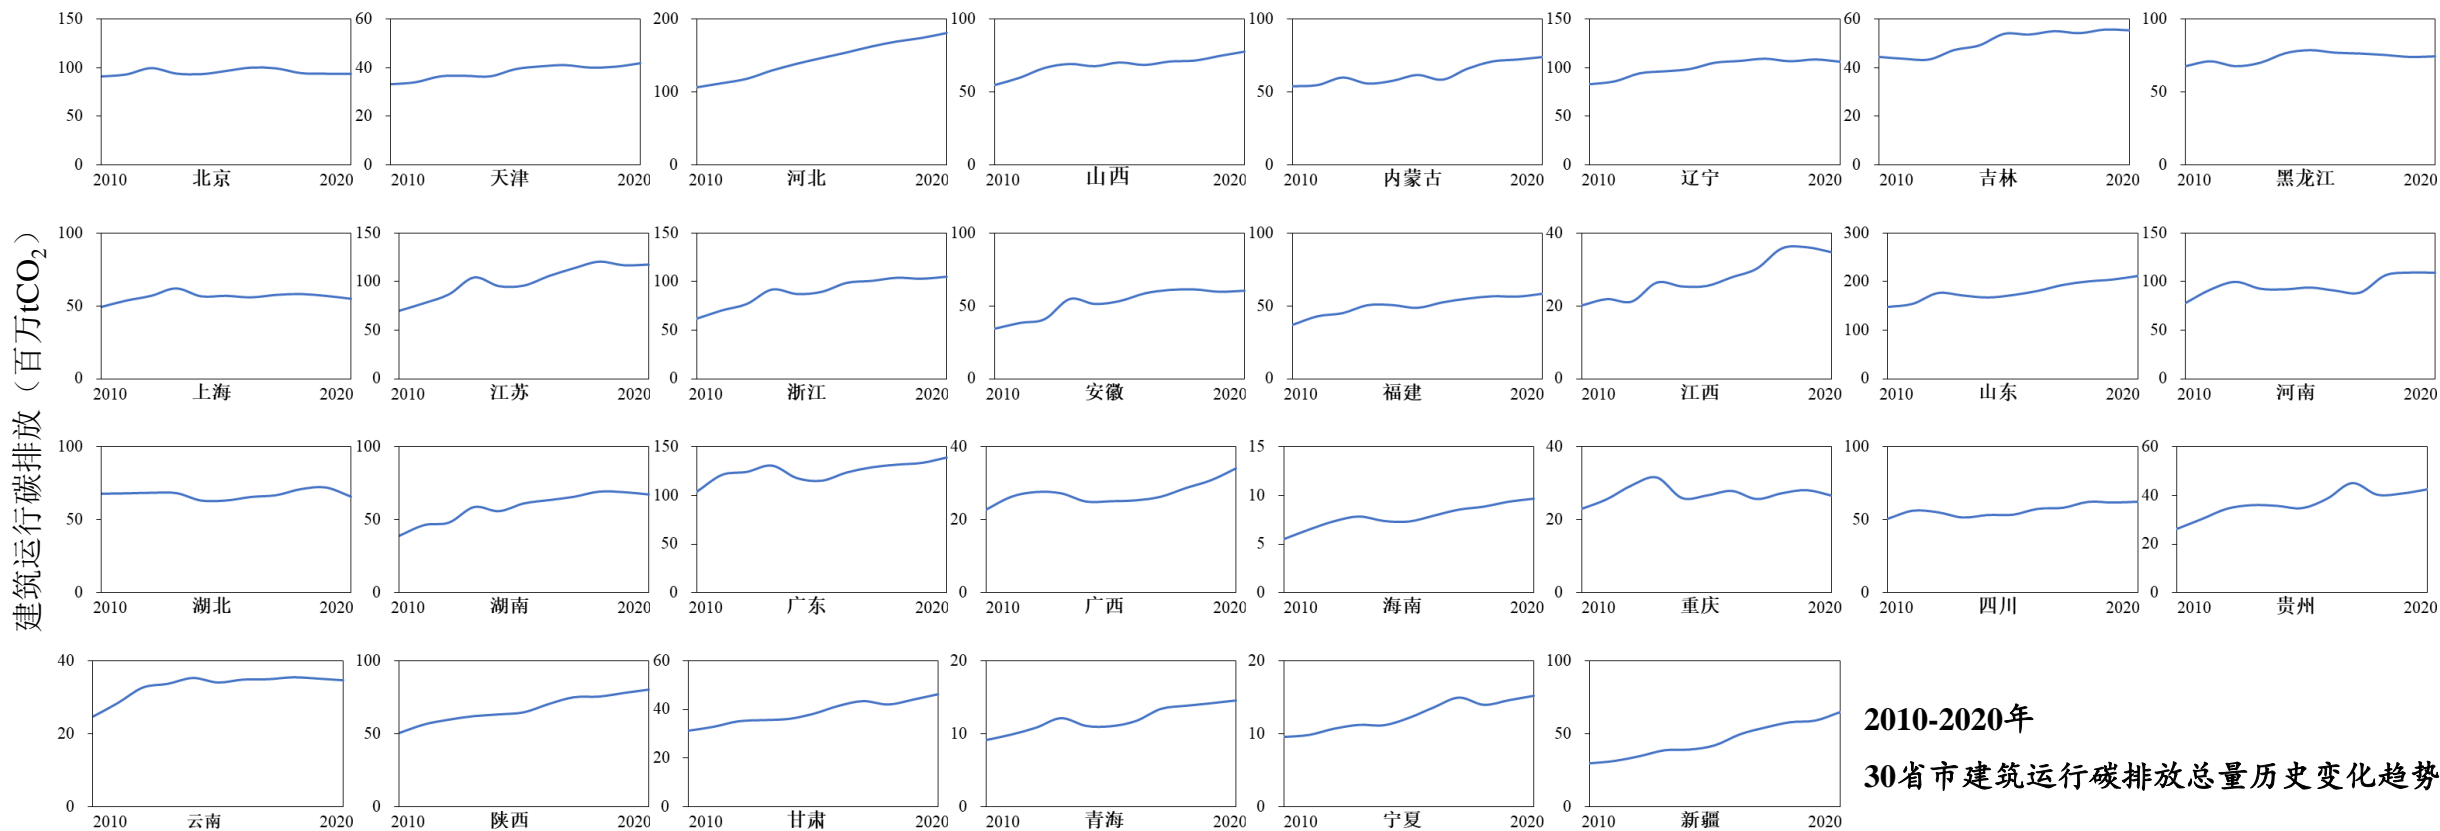 建筑运行碳排放（百万tCO₂）
150 100 50 0 2010 北京 2020
60 40 20 0 2010 天津 2020
200 100 0 2010 河北 2020
100 50 0 2010 山西 2020
100 50 0 2010 内蒙古 2020
150 100 50 0 2010 辽宁 2020
60 40 20 0 2010 吉林 2020
100 50 0 2010 黑龙江 2020
100 50 0 2010 上海 2020
150 100 50 0 2010 江苏 2020
150 100 50 0 2010 浙江 2020
100 50 0 2010 安徽 2020
100 50 0 2010 福建 2020
40 20 0 2010 江西 2020
300 200 100 0 2010 山东 2020
150 100 50 0 2010 河南 2020
100 50 0 2010 湖北 2020
100 50 0 2010 湖南 2020
150 100 50 0 2010 广东 2020
40 20 0 2010 广西 2020
15 10 5 0 2010 海南 2020
40 20 0 2010 重庆 2020
100 50 0 2010 四川 2020
60 40 20 0 2010 贵州 2020
40 20 0 2010 云南 2020
100 50 0 2010 陕西 2020
60 40 20 0 2010 甘肃 2020
20 10 0 2010 青海 2020
20 10 0 2010 宁夏 2020
100 50 0 2010 新疆 2020
2010-2020年
30省市建筑运行碳排放总量历史变化趋势